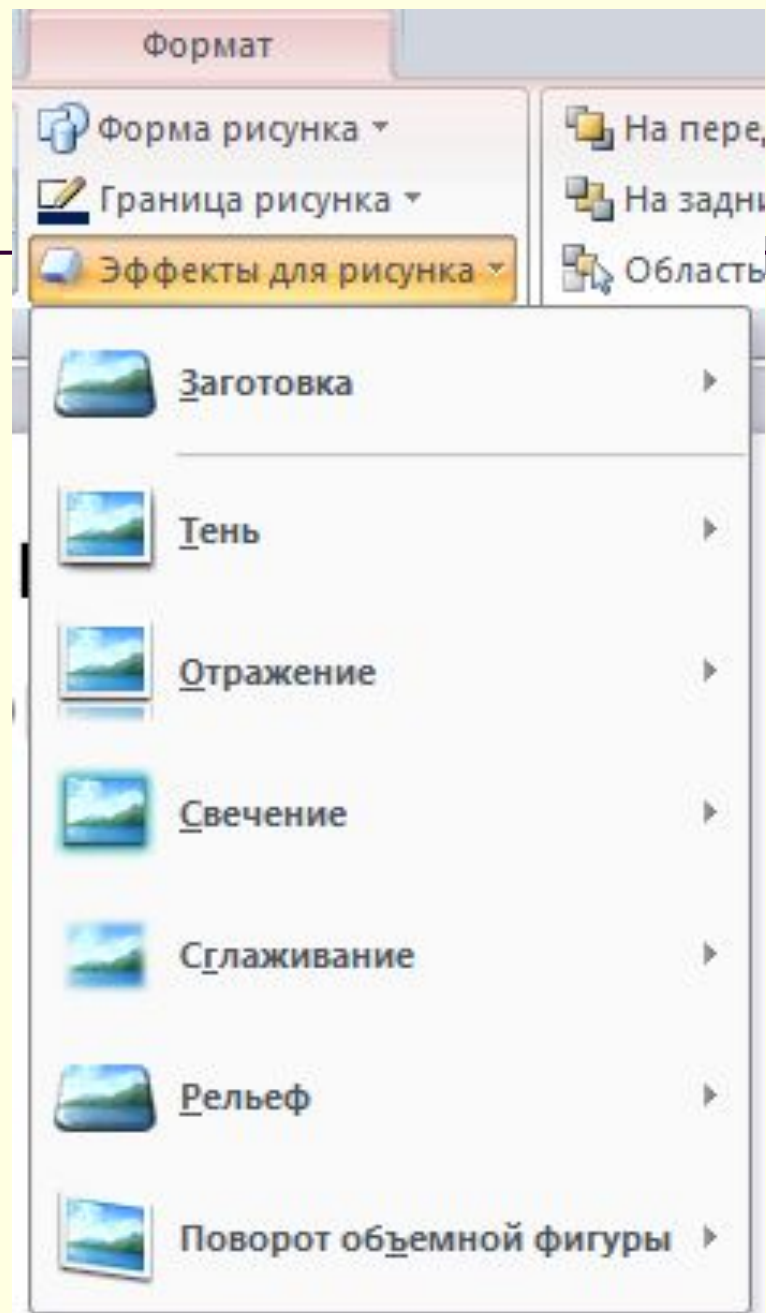 Формат
Форма рисунка
На перед
Граница рисунка
На задни
Эффекты для рисунка
Область
Заготовка
Тень
Отражение
Свечение
Сглаживание
Рельеф
Поворот объемной фигуры